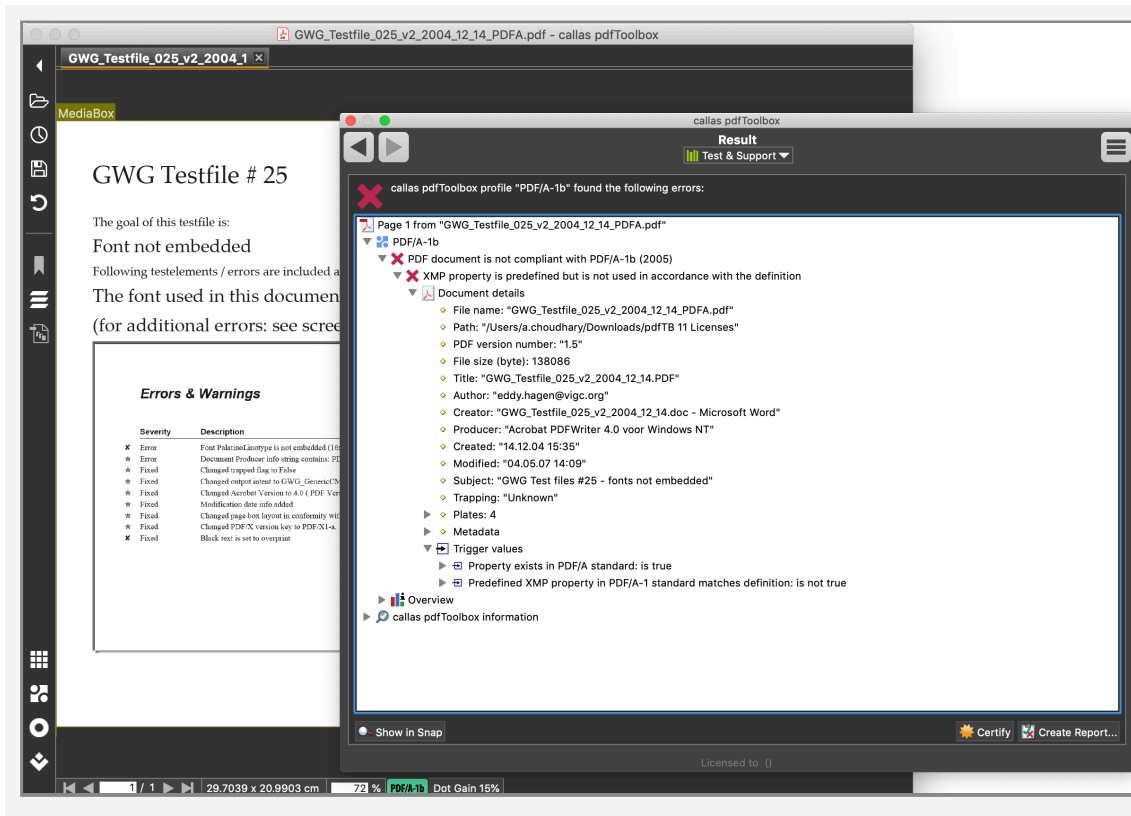 GWG_Testfile_025_v2_2004_12_14_PDFA.pdf - callas pdfToolbox
GWG_Testfile_025_v2_2004_1
MediaBox
GWG Testfile # 25
The goal of this testfile is:
Font not embedded
Following testelements / errors are included a
The font used in this documen
(for additional errors: see scree
Errors & Warnings
Severity Description
Error Font PalatinoLinotype is not embedded (16
Error Document Producer info string contains: PD
Fixed Changed trapped flag to False
Fixed Changed output intent to GWG_GenericCM
Fixed Changed Acrobat Version to 4.0 ( PDF Ver
Fixed Modification date info added
Fixed Changed page box layout in conformity wit
Fixed Changed PDF/X version key to PDF/X1-a.
Fixed Black text is set to overprint
1 / 1 29.7039 x 20.9903 cm 72 % PDF/A-1b Dot Gain 15%
callas pdfToolbox
Result
Test & Support
callas pdfToolbox profile "PDF/A-1b" found the following errors:
Page 1 from "GWG_Testfile_025_v2_2004_12_14_PDFA.pdf"
PDF/A-1b
PDF document is not compliant with PDF/A-1b (2005)
XMP property is predefined but is not used in accordance with the definition
Document details
File name: "GWG_Testfile_025_v2_2004_12_14_PDFA.pdf"
Path: "/Users/a.choudhary/Downloads/pdfTB 11 Licenses"
PDF version number: "1.5"
File size (byte): 138086
Title: "GWG_Testfile_025_v2_2004_12_14.PDF"
Author: "eddy.hagen@vigc.org"
Creator: "GWG_Testfile_025_v2_2004_12_14.doc - Microsoft Word"
Producer: "Acrobat PDFWriter 4.0 voor Windows NT"
Created: "14.12.04 15:35"
Modified: "04.05.07 14:09"
Subject: "GWG Test files #25 - fonts not embedded"
Trapping: "Unknown"
Plates: 4
Metadata
Trigger values
Property exists in PDF/A standard: is true
Predefined XMP property in PDF/A-1 standard matches definition: is not true
Overview
callas pdfToolbox information
Show in Snap
Certify
Create Report...
Licensed to ()